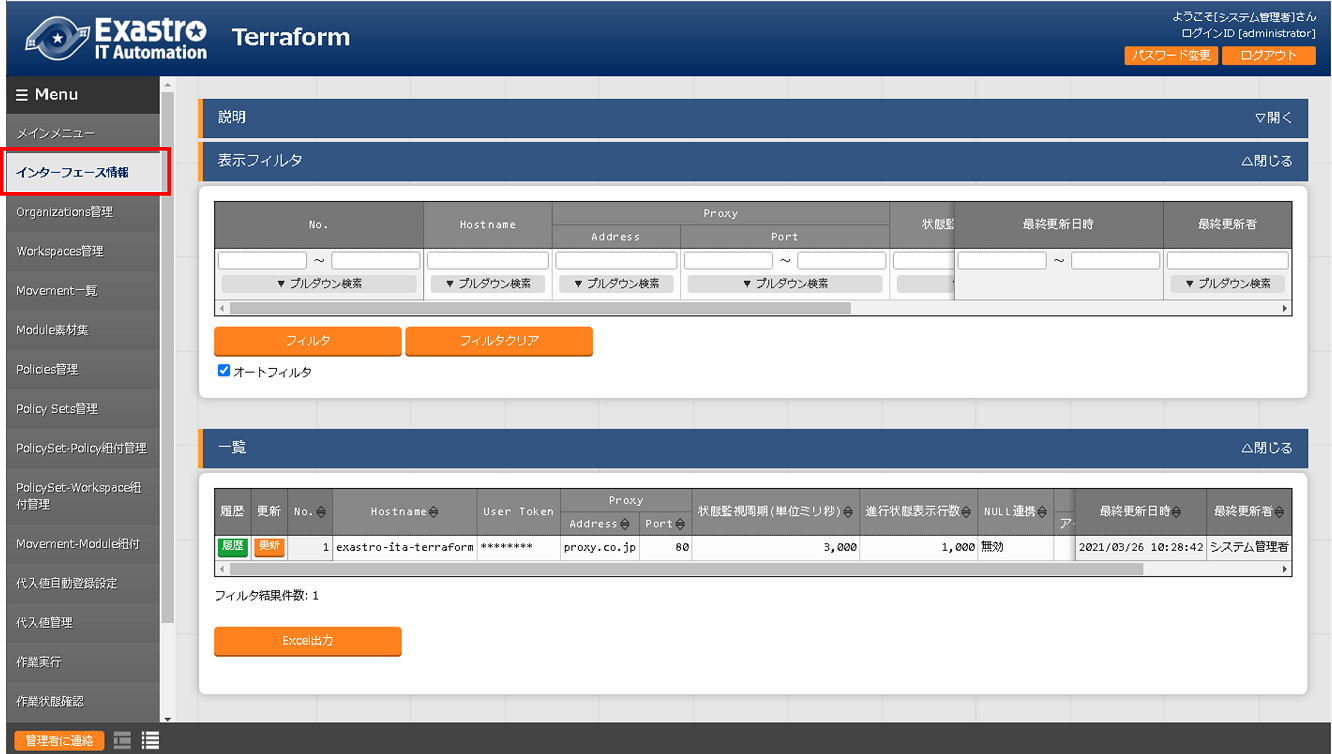 Exastro
IT Automation
Terraform
ようこそ[システム管理者]さん
ログインID [administrator]
パスワード変更 ログアウト
☰ Menu
メインメニュー
インターフェース情報
Organizations管理
Workspaces管理
Movement一覧
Module素材集
Policies管理
Policy Sets管理
PolicySet-Policy紐付管理
PolicySet-Workspace紐
付管理
Movement-Module紐付
代入値自動登録設定
代入値管理
作業実行
作業状態確認
管理者に連絡
説明 ▽開く
表示フィルタ △閉じる
No. Hostname Proxy 状態監 最終更新日時 最終更新者
Address Port
～ ～ ～
▼ プルダウン検索 ▼ プルダウン検索 ▼ プルダウン検索 ▼ プルダウン検索 ▼ プルダウン検索
フィルタ フィルタクリア
オートフィルタ
一覧 △閉じる
履歴 更新 No. Hostname User Token Proxy 状態監視周期(単位ミリ秒) 進行状態表示行数 NULL連携 最終更新日時 最終更新者
Address Port ア
履歴 更新 1 exastro-ita-terraform ******** proxy.co.jp 80 3,000 1,000 無効 2021/03/26 10:28:42 システム管理者
フィルタ結果件数: 1
Excel出力